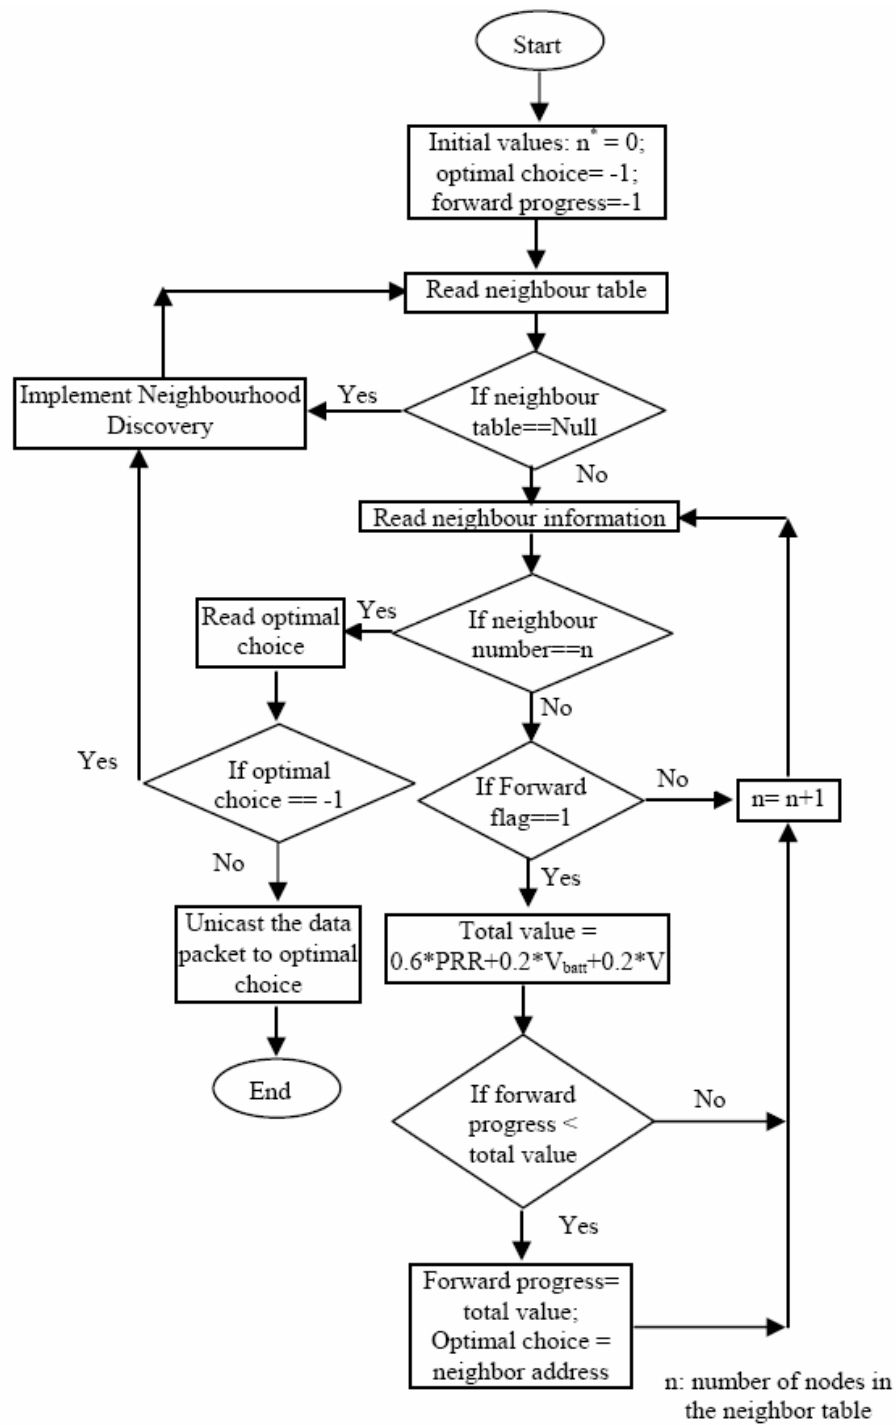 Start
Initial values: n* = 0;
optimal choice= -1;
forward progress=-1
Read neighbour table
Implement Neighbourhood
Discovery
Yes
If neighbour
table==Null
No
Read neighbour information
Read optimal
choice
Yes
If neighbour
number==n
No
Yes
If optimal
choice == -1
If Forward
flag==1
No
n= n+1
No
Yes
Unicast the data
packet to optimal
choice
Total value =
0.6*PRR+0.2*Vbatt+0.2*V
End
If forward
progress <
total value
No
Yes
Forward progress=
total value;
Optimal choice =
neighbor address
n: number of nodes in
the neighbor table